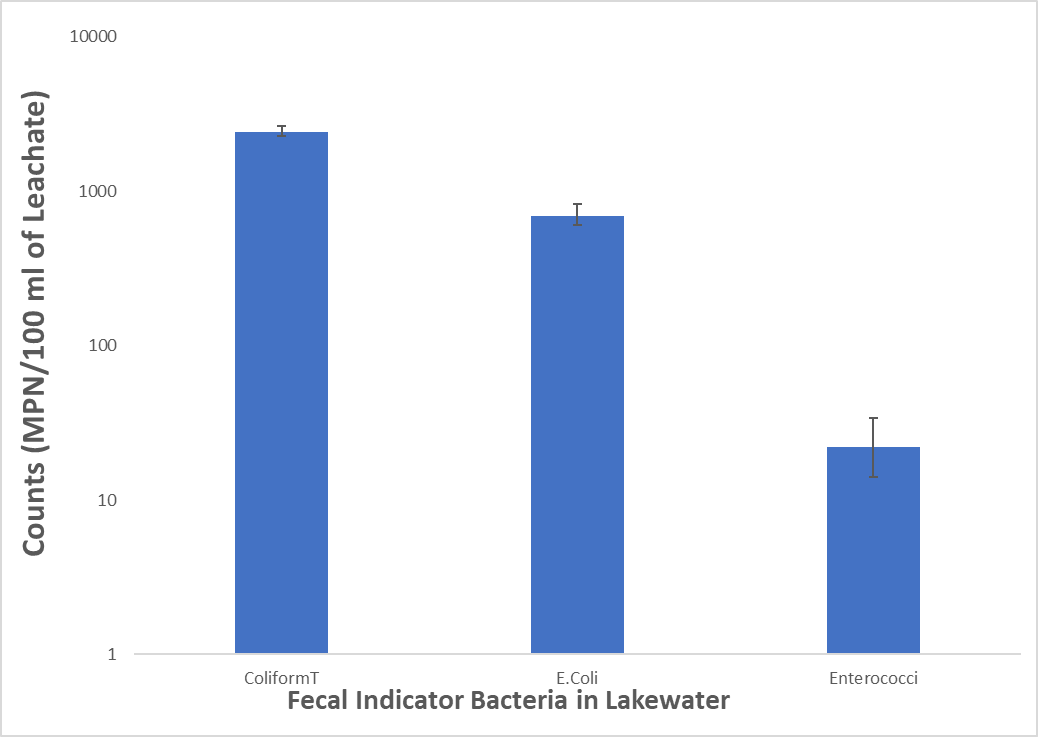 Counts (MPN/100 ml of Leachate)
10000
1000
100
10
1
ColiformT
E.Coli
Enterococci
Fecal Indicator Bacteria in Lakewater